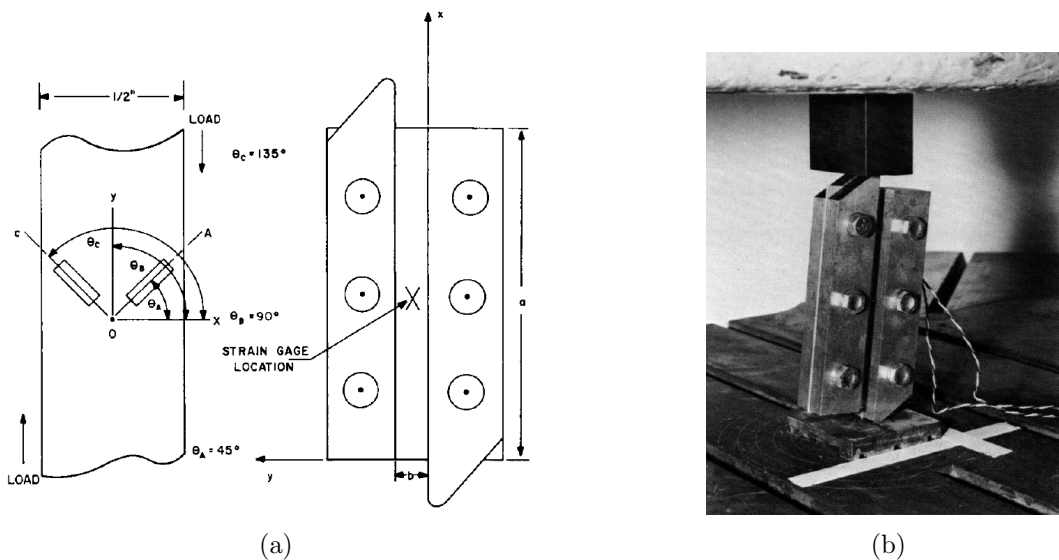 x
1/2"
LOAD
θC = 135°
y
C
A
θC
θB
θA
X
O
θB = 90°
a
STRAIN GAGE
LOCATION
θA = 45°
LOAD
y
b
(a)
(b)